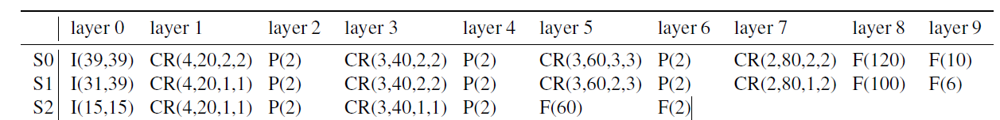 layer 0 layer 1 layer 2 layer 3 layer 4 layer 5 layer 6 layer 7 layer 8 layer 9
S0 I(39,39) CR(4,20,2,2) P(2) CR(3,40,2,2) P(2) CR(3,60,3,3) P(2) CR(2,80,2,2) F(120) F(10)
S1 I(31,39) CR(4,20,1,1) P(2) CR(3,40,2,2) P(2) CR(3,60,2,3) P(2) CR(2,80,1,2) F(100) F(6)
S2 I(15,15) CR(4,20,1,1) P(2) CR(3,40,1,1) P(2) F(60) F(2)